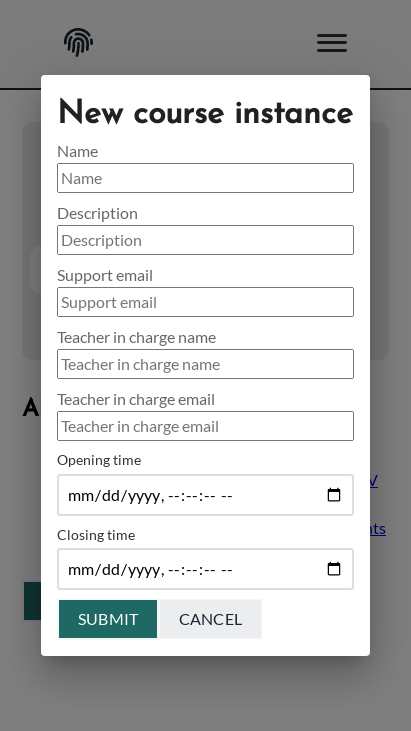 New course instance
Name
Name
Description
Description
Support email
Support email
Teacher in charge name
Teacher in charge name
Teacher in charge email
Teacher in charge email
Opening time
mm/dd/yyyy, --:--:-- --
Closing time
mm/dd/yyyy, --:--:-- --
SUBMIT CANCEL